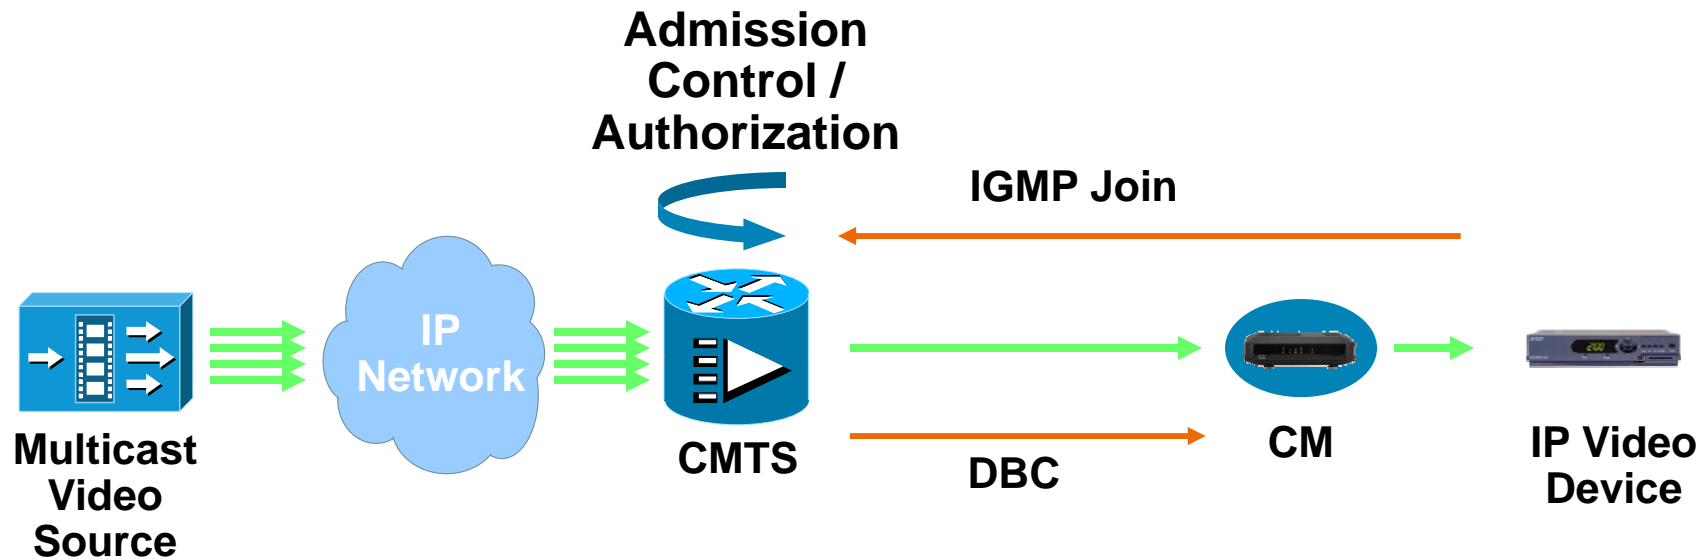 Admission
Control /
Authorization
IGMP Join
IP
Network
Multicast
Video
Source
CMTS
DBC
CM
IP Video
Device